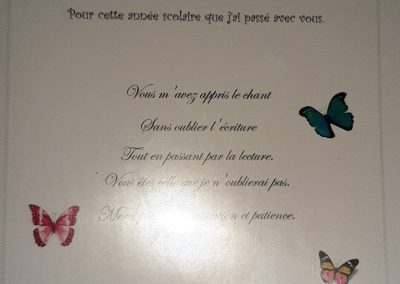 Pour cette année scolaire que j'ai passé avec vous.
Vous m'avez appris le chant
Sans oublier l'écriture
Tout en passant par la lecture.
Vous êtes celle que je n'oublierai pas.
Merci attention et patience.